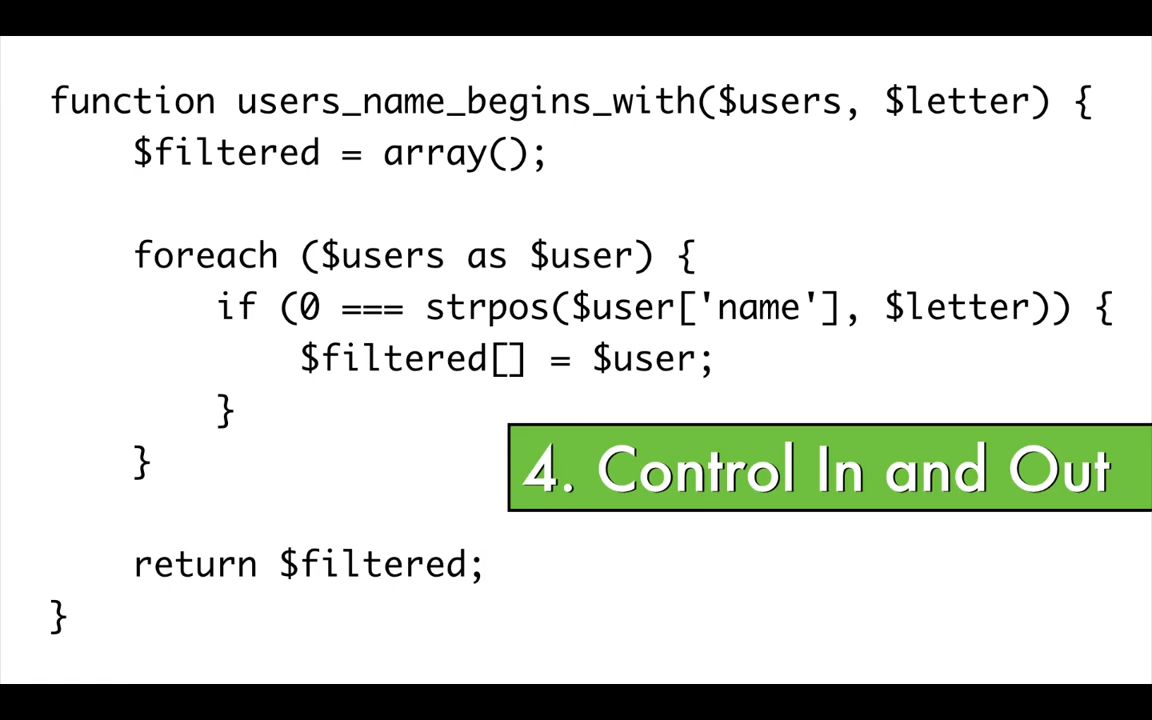 function users_name_begins_with($users, $letter) {
    $filtered = array();
    foreach ($users as $user) {
        if (0 === strpos($user['name'], $letter)) {
            $filtered[] = $user;
        }
    }
4. Control In and Out
    return $filtered;
}